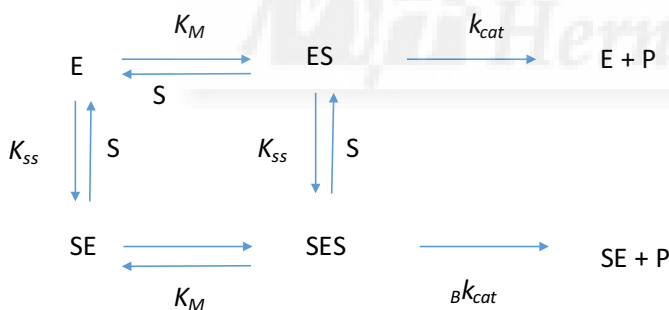 K_M k_cat
E ES E + P
S
K_ss S K_ss S
SE SES SE + P
K_M _Bk_cat